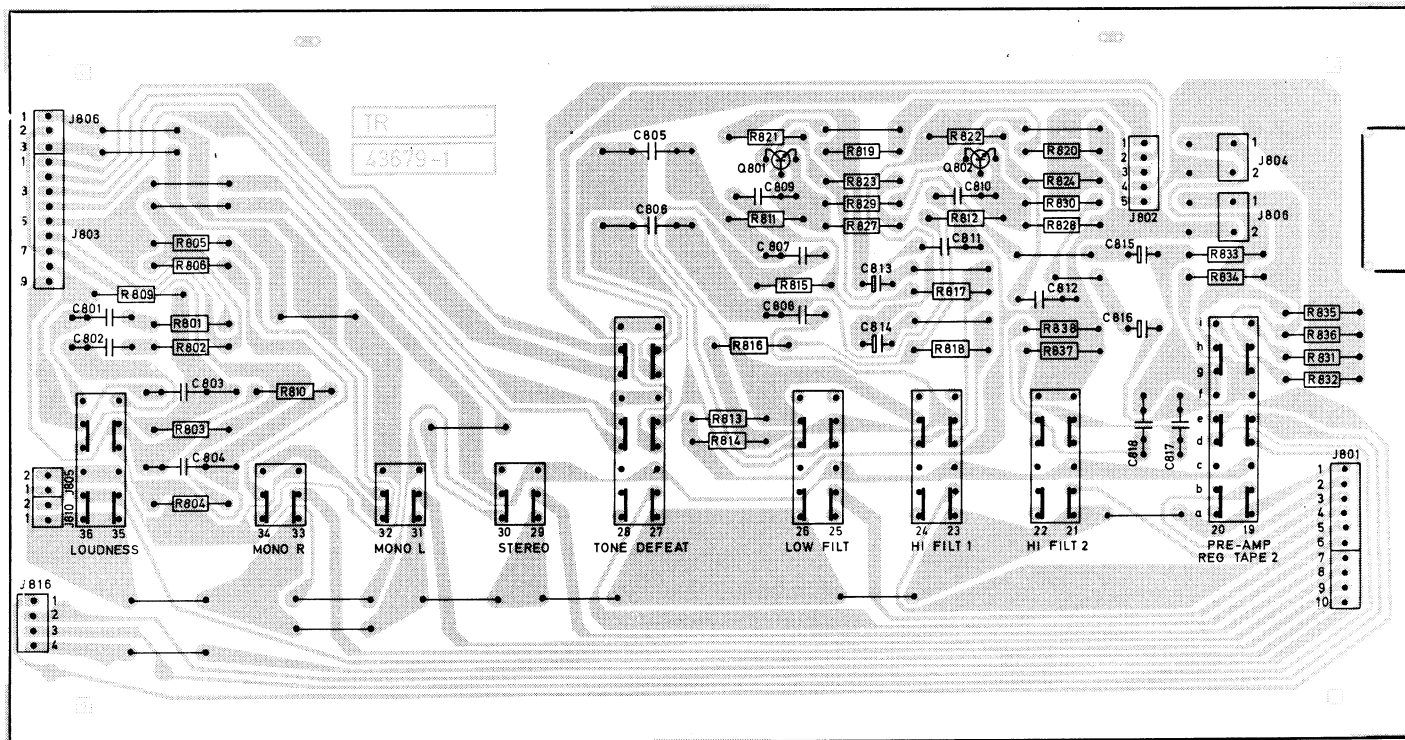 TR
43679-1
J806
1
2
3
1
3
5
7
9
J803
R805
R806
R809
C801
R801
C802
R802
C803
R810
R803
C804
R804
2
1
2
1
J805
J810
36 35
LOUDNESS
34 33
MONO R
32 31
MONO L
30 29
STEREO
28 27
TONE DEFEAT
26 25
LOW FILT
24 23
HI FILT 1
22 21
HI FILT 2
20 19
PRE-AMP
REG TAPE 2
J816
1
2
3
4
C805
C806
R821
Q801
C809
R811
C807
R815
C808
R816
R813
R814
R819
R823
R829
R827
C813
C814
R822
Q802
C810
R812
C811
R817
R818
R820
R824
R830
R828
C812
R838
R837
1
2
3
4
5
J802
1
2
J804
1
2
J806
C815
R833
R834
C816
C818
C817
i
h
g
f
e
d
c
b
a
R835
R836
R831
R832
J801
1
2
3
4
5
6
7
8
9
10